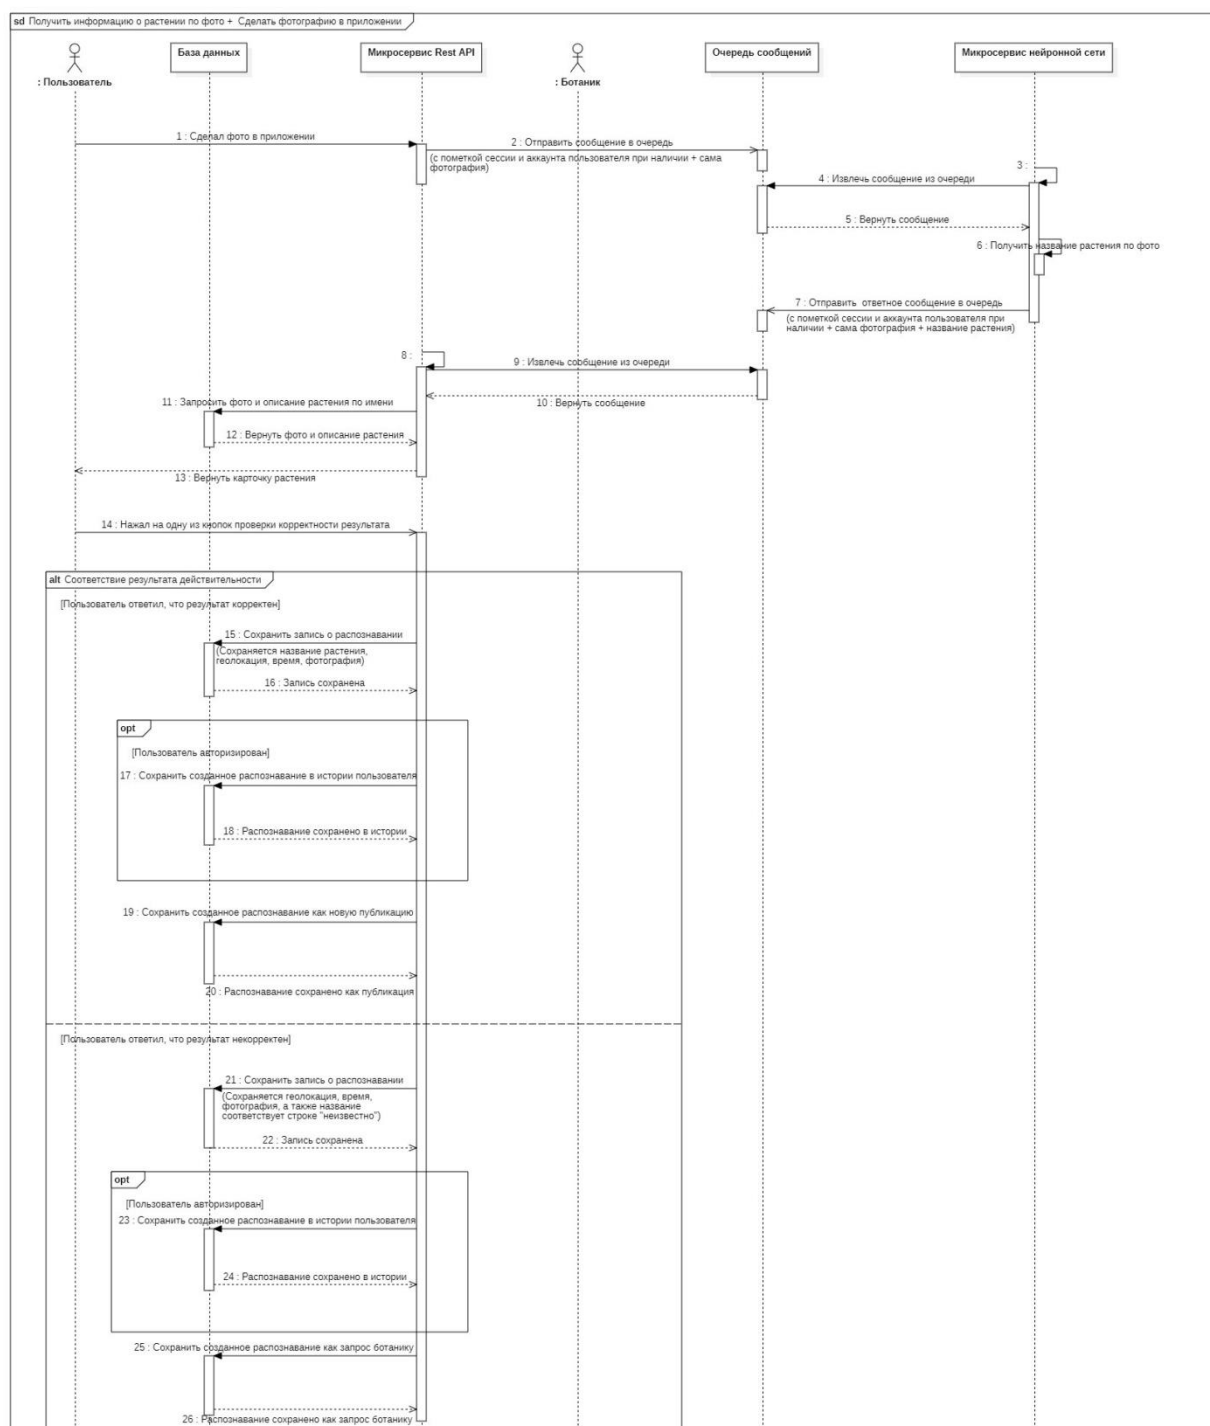 sd Получить информацию о растении по фото + Сделать фотографию в приложении
: Пользователь
База данных
Микросервис Rest API
: Ботаник
Очередь сообщений
Микросервис нейронной сети
1 : Сделал фото в приложении
2 : Отправить сообщение в очередь
(с пометкой сессии и аккаунта пользователя при наличии + сама
фотография)
3 :
4 : Извлечь сообщение из очереди
5 : Вернуть сообщение
6 : Получить название растения по фото
7 : Отправить ответное сообщение в очередь
(с пометкой сессии и аккаунта пользователя при
наличии + сама фотография + название растения)
8 :
9 : Извлечь сообщение из очереди
10 : Вернуть сообщение
11 : Запросить фото и описание растения по имени
12 : Вернуть фото и описание растения
13 : Вернуть карточку растения
14 : Нажал на одну из кнопок проверки корректности результата
alt Соответствие результата действительности
[Пользователь ответил, что результат корректен]
15 : Сохранить запись о распознавании
(Сохраняется название растения,
геолокация, время, фотография)
16 : Запись сохранена
opt
[Пользователь авторизирован]
17 : Сохранить созданное распознавание в истории пользователя
18 : Распознавание сохранено в истории
19 : Сохранить созданное распознавание как новую публикацию
20 : Распознавание сохранено как публикация
[Пользователь ответил, что результат некорректен]
21 : Сохранить запись о распознавании
(Сохраняется геолокация, время,
фотография, а также название
соответствует строке "неизвестно")
22 : Запись сохранена
opt
[Пользователь авторизирован]
23 : Сохранить созданное распознавание в истории пользователя
24 : Распознавание сохранено в истории
25 : Сохранить созданное распознавание как запрос ботанику
26 : Распознавание сохранено как запрос ботанику